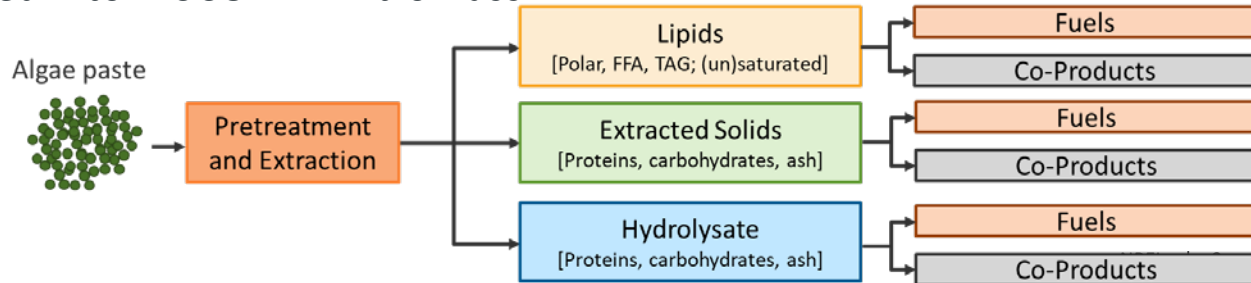 Algae paste
Pretreatment
and Extraction
Lipids
[Polar, FFA, TAG; (un)saturated]
Fuels
Co-Products
Extracted Solids
[Proteins, carbohydrates, ash]
Fuels
Co-Products
Hydrolysate
[Proteins, carbohydrates, ash]
Fuels
Co-Products